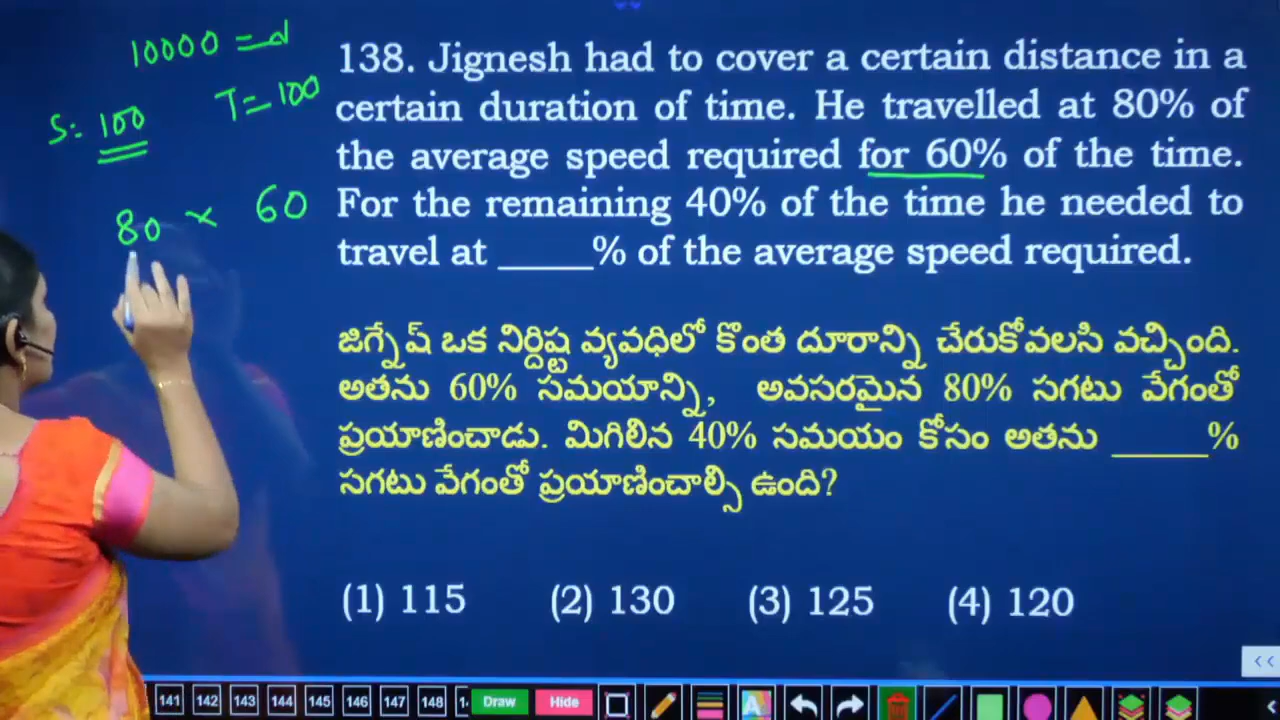 10000 = d
S: 100 T = 100
80 × 60
138. Jignesh had to cover a certain distance in a
certain duration of time. He travelled at 80% of
the average speed required for 60% of the time.
For the remaining 40% of the time he needed to
travel at _____% of the average speed required.
జిగ్నేష్ ఒక నిర్దిష్ట వ్యవధిలో కొంత దూరాన్ని చేరుకోవలసి వచ్చింది.
అతను 60% సమయాన్ని, అవసరమైన 80% సగటు వేగంతో
ప్రయాణించాడు. మిగిలిన 40% సమయం కోసం అతను _____%
సగటు వేగంతో ప్రయాణించాల్సి ఉంది?
(1) 115 (2) 130 (3) 125 (4) 120
<<
141 142 143 144 145 146 147 148 Draw Hide